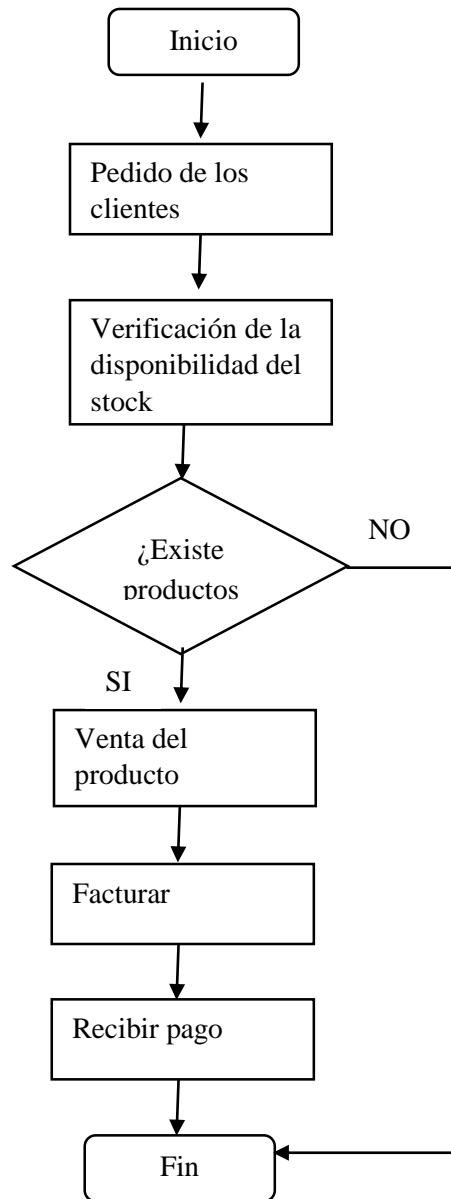 Inicio
Pedido de los
clientes
Verificación de la
disponibilidad del
stock
¿Existe
productos
NO
SI
Venta del
producto
Facturar
Recibir pago
Fin